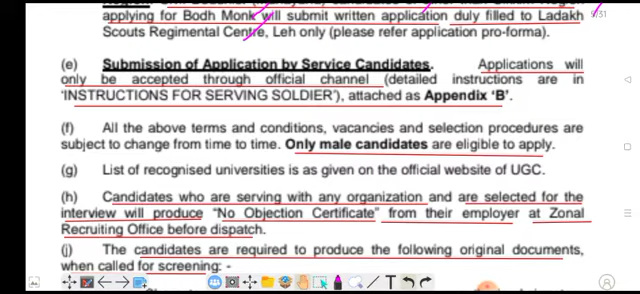 applying for Bodh Monk will submit written application duly filled to Ladakh
Scouts Regimental Centre, Leh only (please refer application pro-forma).
9/31
(e) Submission of Application by Service Candidates. Applications will
only be accepted through official channel (detailed instructions are in
'INSTRUCTIONS FOR SERVING SOLDIER'), attached as Appendix 'B'.
(f) All the above terms and conditions, vacancies and selection procedures are
subject to change from time to time. Only male candidates are eligible to apply.
(g) List of recognised universities is as given on the official website of UGC.
(h) Candidates who are serving with any organization and are selected for the
interview will produce "No Objection Certificate" from their employer at Zonal
Recruiting Office before dispatch.
(j) The candidates are required to produce the following original documents,
when called for screening: -